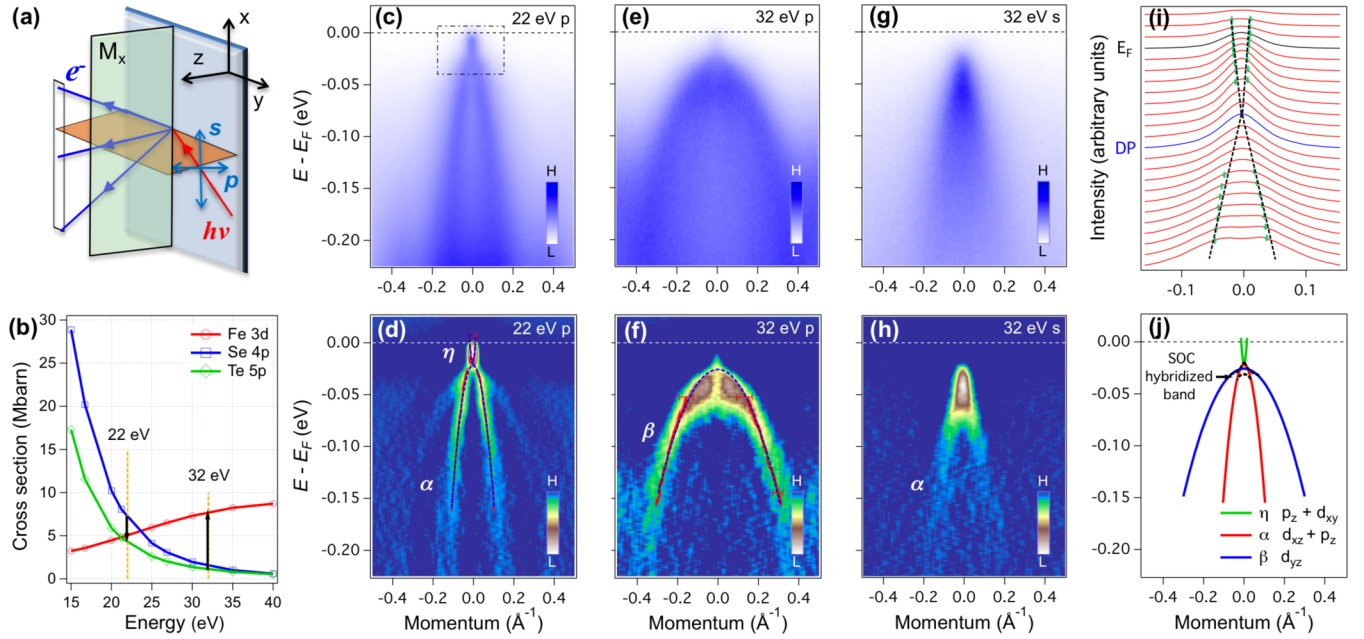 (a)
x
M_x
z
e^-
y
s
p
hν
(b)
30
25
20
15
10
5
0
Cross section (Mbarn)
Fe 3d
Se 4p
Te 5p
22 eV
32 eV
15 20 25 30 35 40
Energy (eV)
(c) 22 eV p
0.00
-0.05
-0.10
-0.15
-0.20
E - E_F (eV)
H
L
-0.4 -0.2 0.0 0.2 0.4
(d) 22 eV p
η
α
0.00
-0.05
-0.10
-0.15
-0.20
E - E_F (eV)
H
L
-0.4 -0.2 0.0 0.2 0.4
Momentum (Å⁻¹)
(e) 32 eV p
H
L
-0.4 -0.2 0.0 0.2 0.4
(f) 32 eV p
β
H
L
-0.4 -0.2 0.0 0.2 0.4
Momentum (Å⁻¹)
(g) 32 eV s
H
L
-0.4 -0.2 0.0 0.2 0.4
(h) 32 eV s
α
H
L
-0.4 -0.2 0.0 0.2 0.4
Momentum (Å⁻¹)
(i)
E_F
DP
Intensity (arbitrary units)
-0.1 0.0 0.1
(j)
0.00
-0.05
-0.10
-0.15
-0.20
SOC
hybridized
band
η p_z + d_xy
α d_xz + p_z
β d_yz
-0.4 -0.2 0.0 0.2 0.4
Momentum (Å⁻¹)